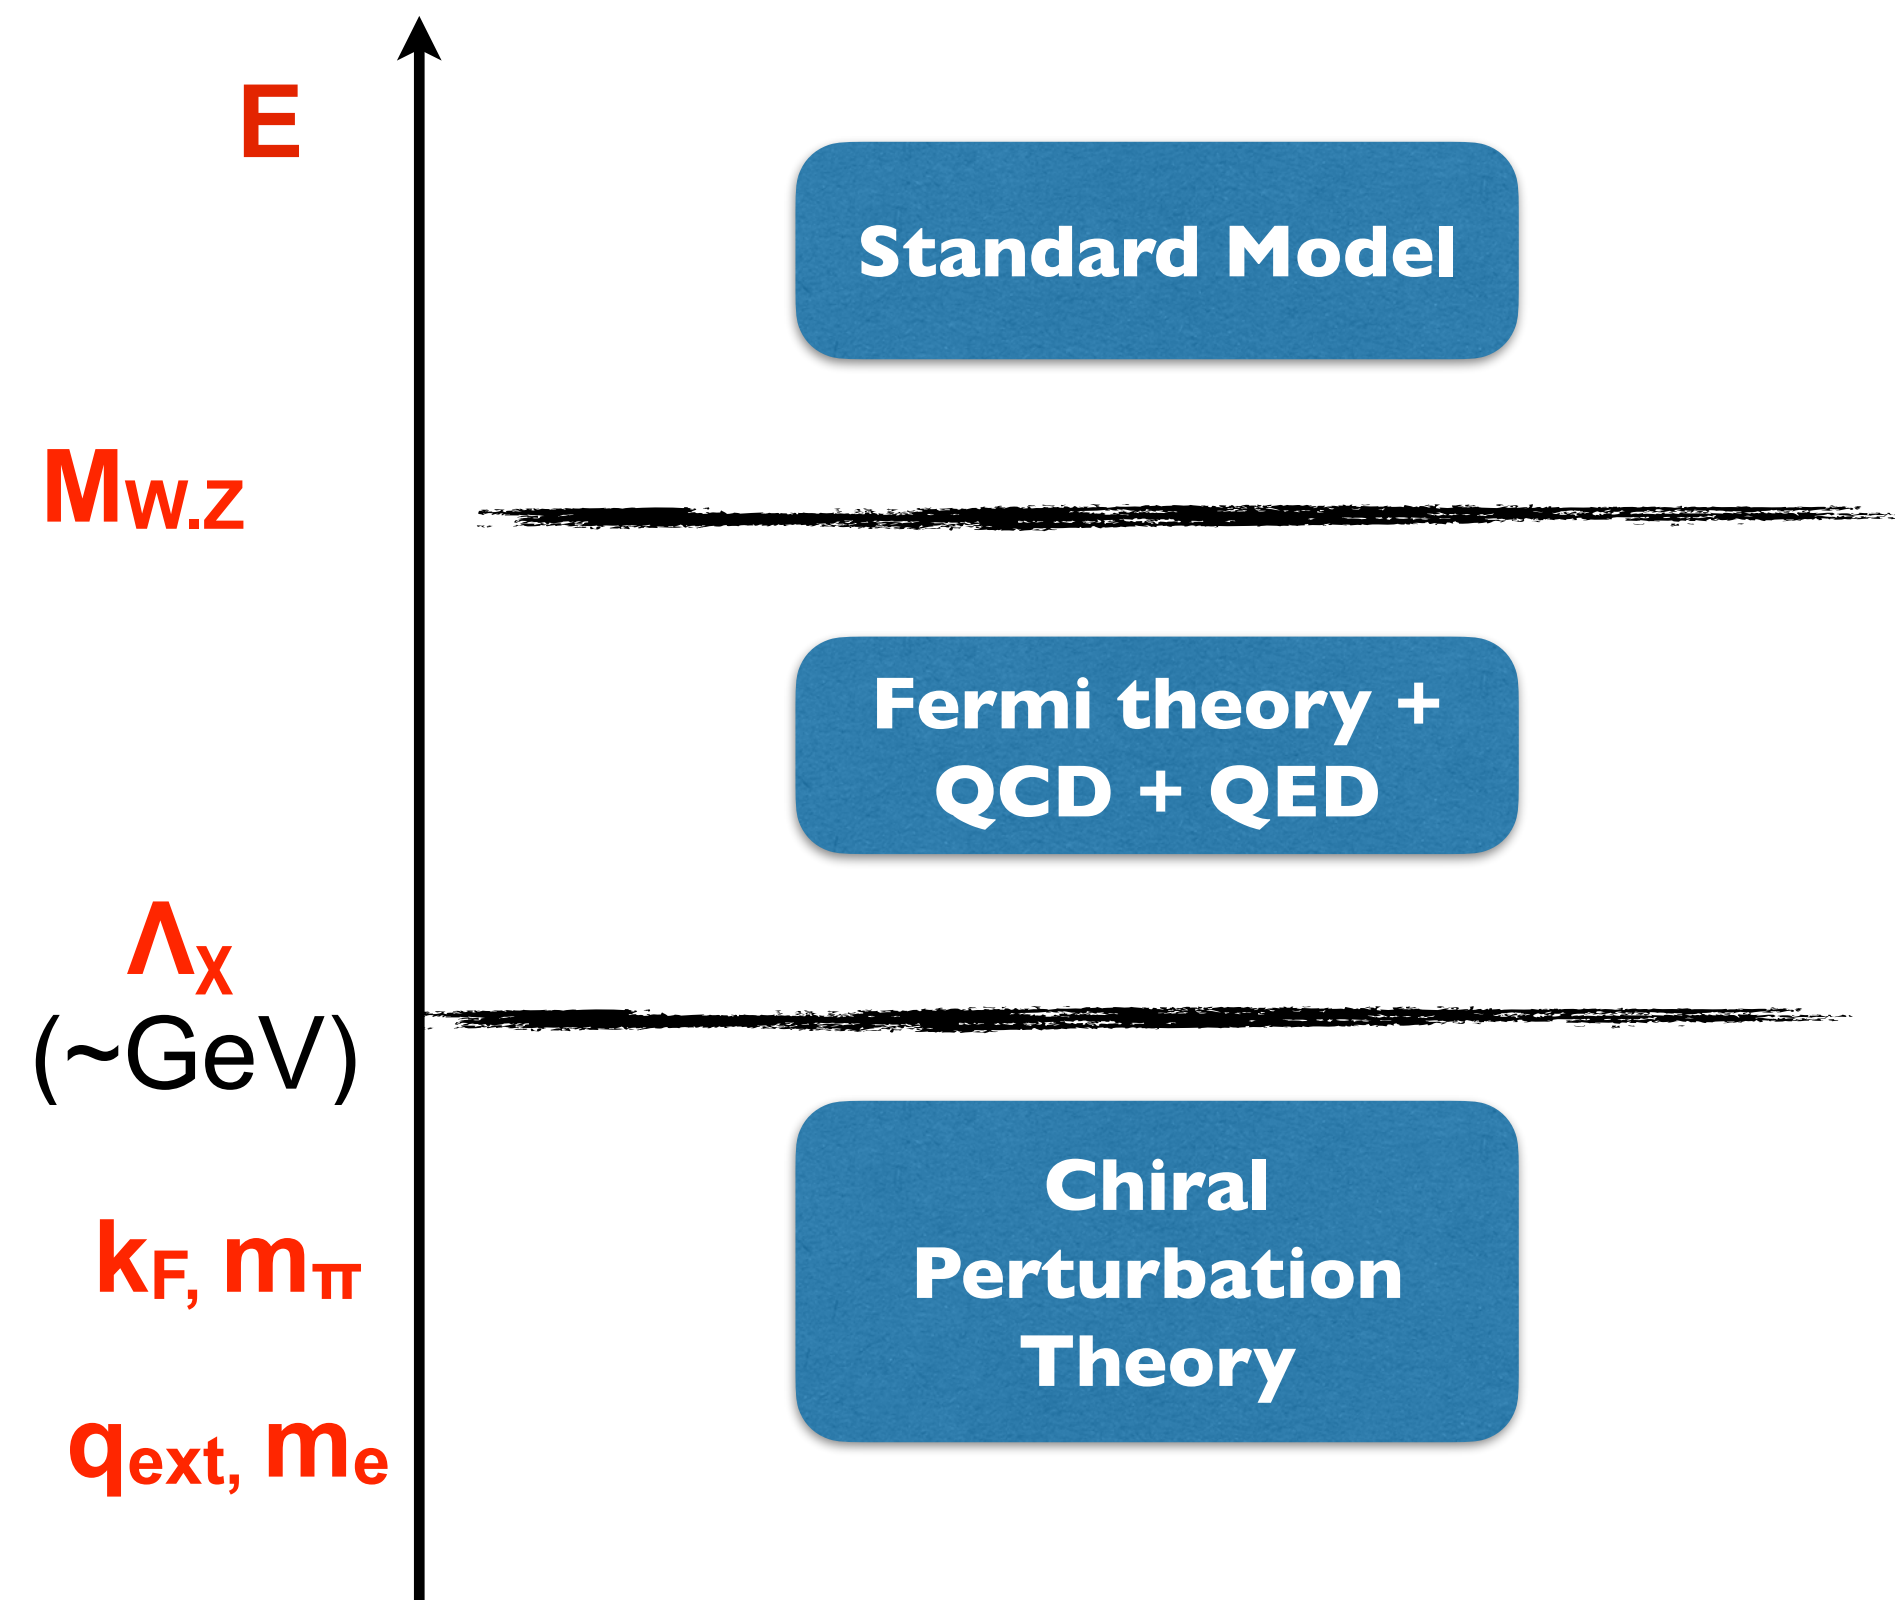 E
Standard Model
Mw.z
Fermi theory +
QCD + QED
Λχ
(~GeV)
Chiral
Perturbation
Theory
kF, mπ
qext, me